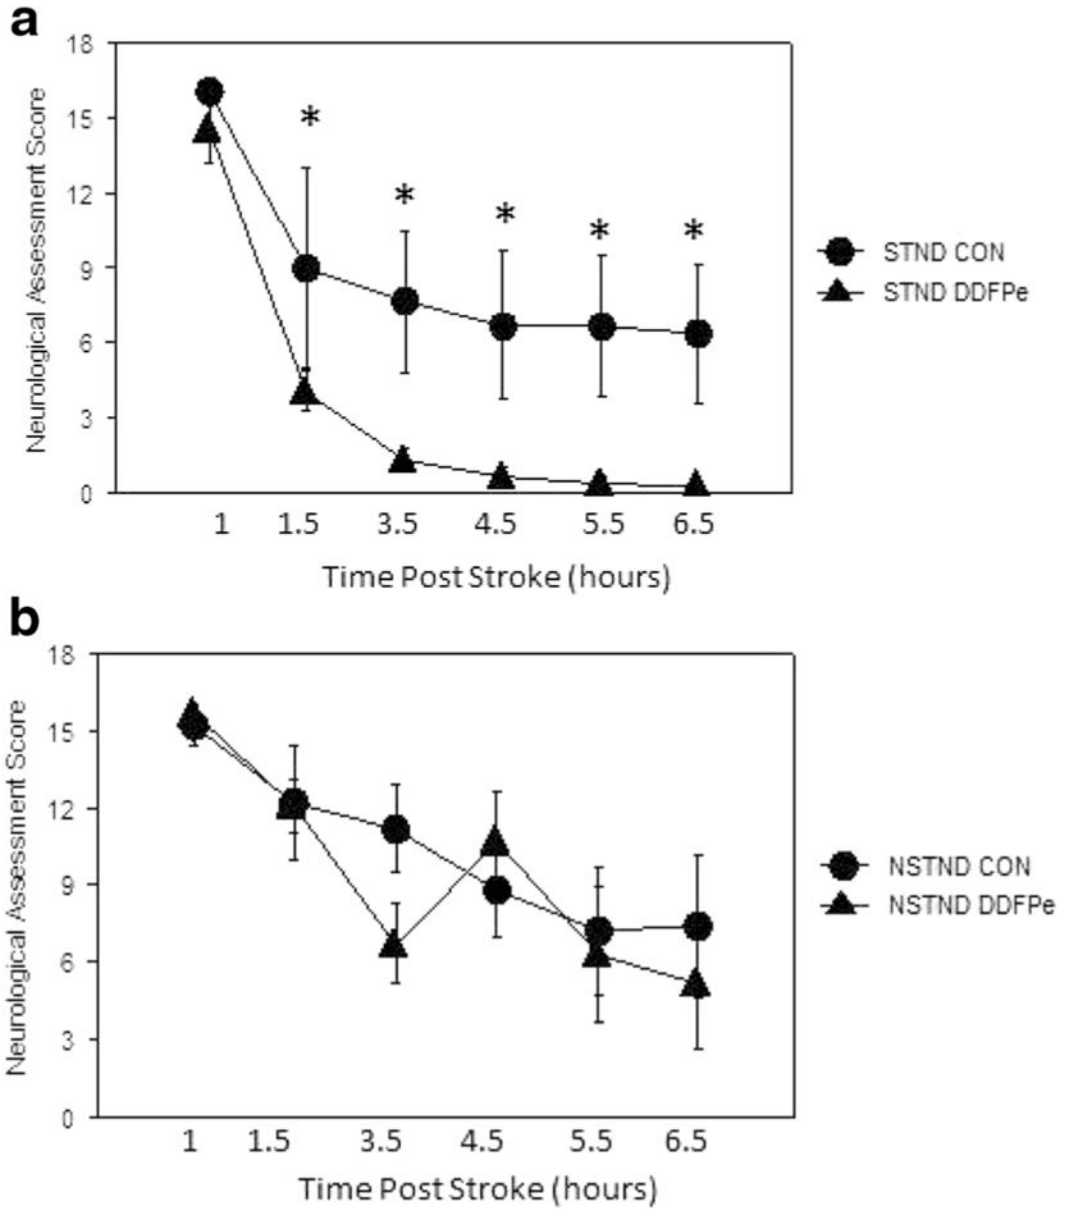 a
18
15
12
9
6
3
0
Neurological Assessment Score
* * * * *
STND CON
STND DDFPe
1 1.5 3.5 4.5 5.5 6.5
Time Post Stroke (hours)
b
18
15
12
9
6
3
0
Neurological Assessment Score
NSTND CON
NSTND DDFPe
1 1.5 3.5 4.5 5.5 6.5
Time Post Stroke (hours)